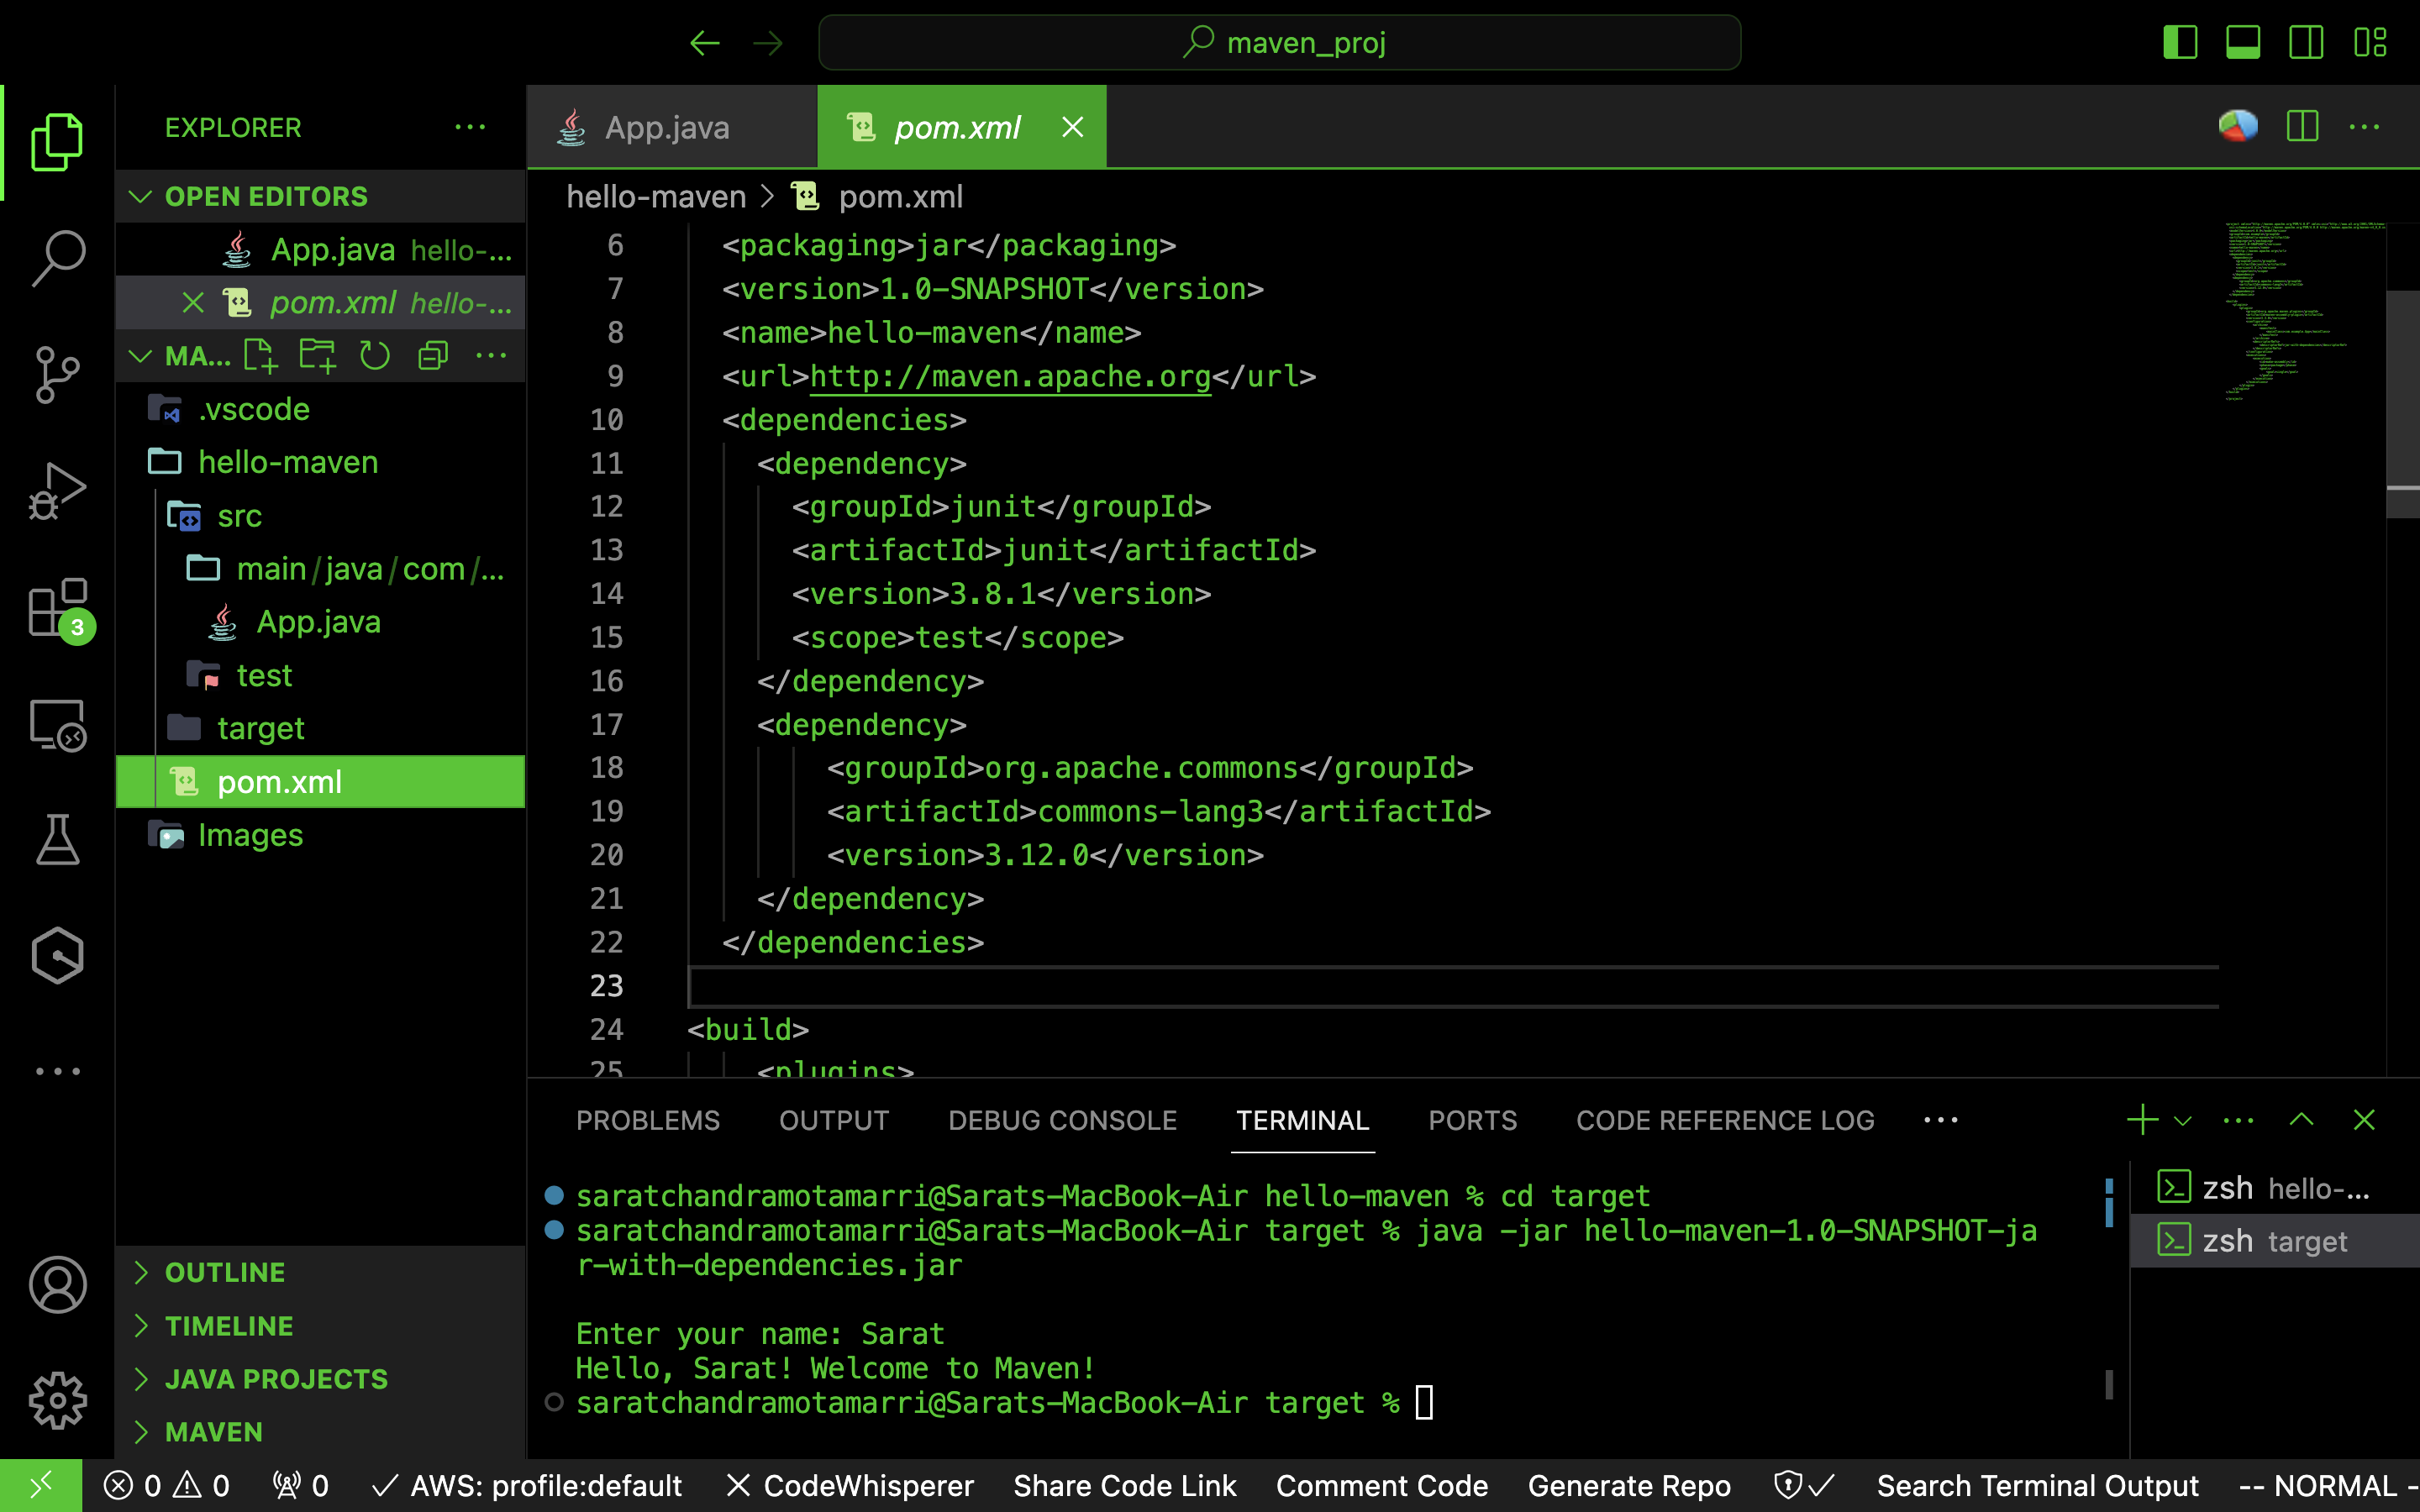 maven_proj
EXPLORER
App.java
pom.xml
OPEN EDITORS
App.java hello-...
pom.xml hello-...
MA...
.vscode
hello-maven
src
main/java/com/...
App.java
test
target
pom.xml
Images
3
OUTLINE
TIMELINE
JAVA PROJECTS
MAVEN
hello-maven > pom.xml
6 <packaging>jar</packaging>
7 <version>1.0-SNAPSHOT</version>
8 <name>hello-maven</name>
9 <url>http://maven.apache.org</url>
10 <dependencies>
11 <dependency>
12 <groupId>junit</groupId>
13 <artifactId>junit</artifactId>
14 <version>3.8.1</version>
15 <scope>test</scope>
16 </dependency>
17 <dependency>
18 <groupId>org.apache.commons</groupId>
19 <artifactId>commons-lang3</artifactId>
20 <version>3.12.0</version>
21 </dependency>
22 </dependencies>
23
24 <build>
25 <plugins>
PROBLEMS OUTPUT DEBUG CONSOLE TERMINAL PORTS CODE REFERENCE LOG
saratchandramotamarri@Sarats-MacBook-Air hello-maven % cd target
saratchandramotamarri@Sarats-MacBook-Air target % java -jar hello-maven-1.0-SNAPSHOT-ja
r-with-dependencies.jar
Enter your name: Sarat
Hello, Sarat! Welcome to Maven!
saratchandramotamarri@Sarats-MacBook-Air target %
zsh hello-...
zsh target
0 0 0 AWS: profile:default CodeWhisperer Share Code Link Comment Code Generate Repo Search Terminal Output -- NORMAL -